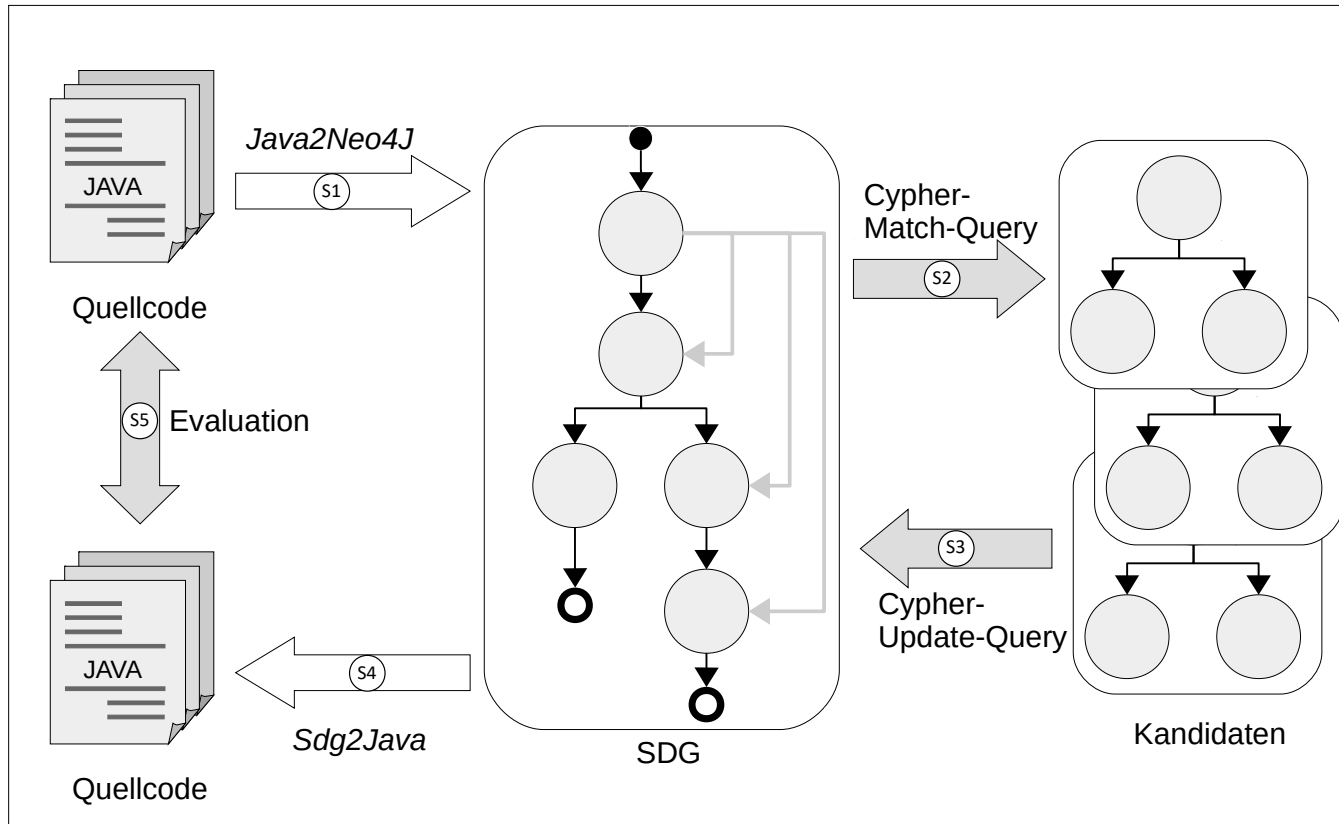 Java2Neo4J
S1
JAVA
Quellcode
Cypher-
Match-Query
S2
S5
Evaluation
S3
Cypher-
Update-Query
JAVA
S4
Sdg2Java
Quellcode
SDG
Kandidaten